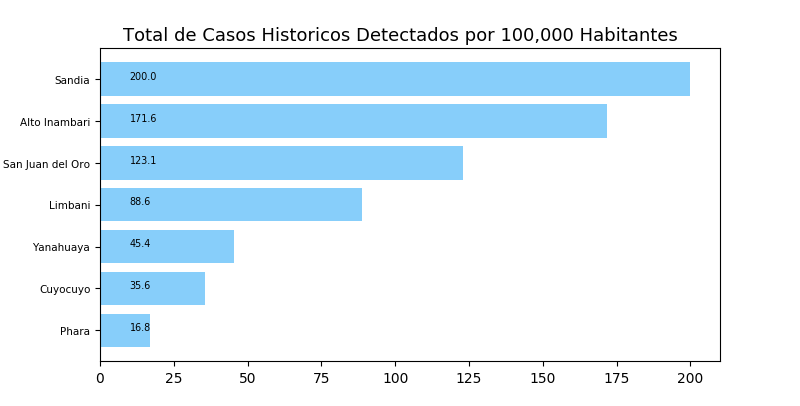 Total de Casos Historicos Detectados por 100,000 Habitantes
Sandia 200.0
Alto Inambari 171.6
San Juan del Oro 123.1
Limbani 88.6
Yanahuaya 45.4
Cuyocuyo 35.6
Phara 16.8
0 25 50 75 100 125 150 175 200